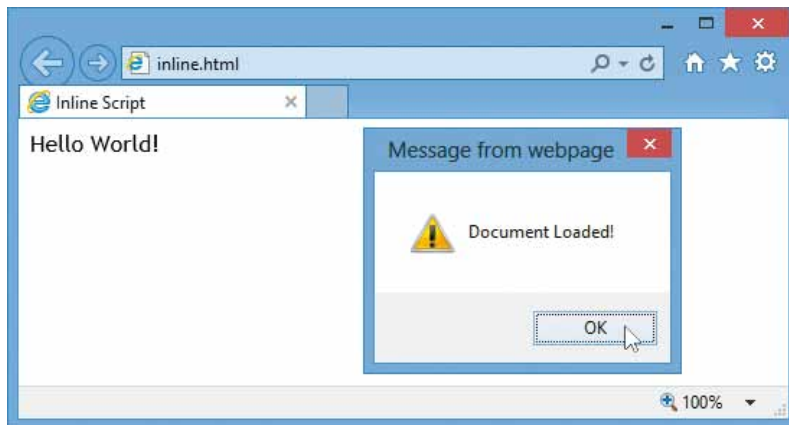 inline.html
Inline Script
Hello World!
Message from webpage
Document Loaded!
OK
100%